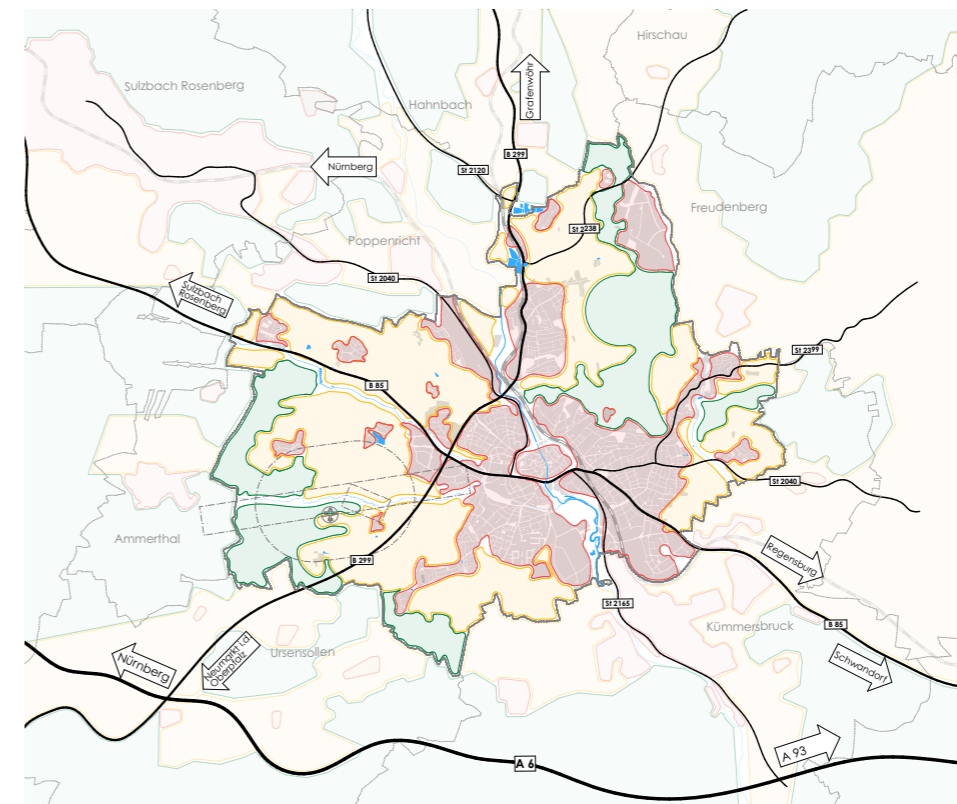 Hirschau
Sulzbach Rosenberg
Grafenwöhr
Hahnbach
B 299
Nürnberg
St 2120
Freudenberg
St 2238
Poppenricht
St 2040
Sulzbach
Rosenberg
St 2399
B 85
St 2040
Ammerthal
B 299
Regensburg
St 2165
Kümmersbruck
B 85
Neumarkt i.d.
Oberpfalz
Ursensollen
Nürnberg
Schwandorf
A 93
A 6